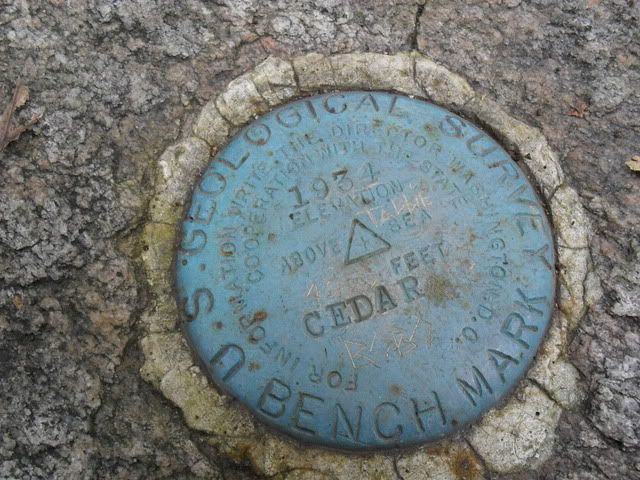 U. S. GEOLOGICAL SURVEY
BENCH MARK
FOR INFORMATION WRITE THE DIRECTOR WASHINGTON, D.C.
COOPERATION WITH THE STATE
1934
ELEVATION
ABOVE SEA
FEET
CEDAR